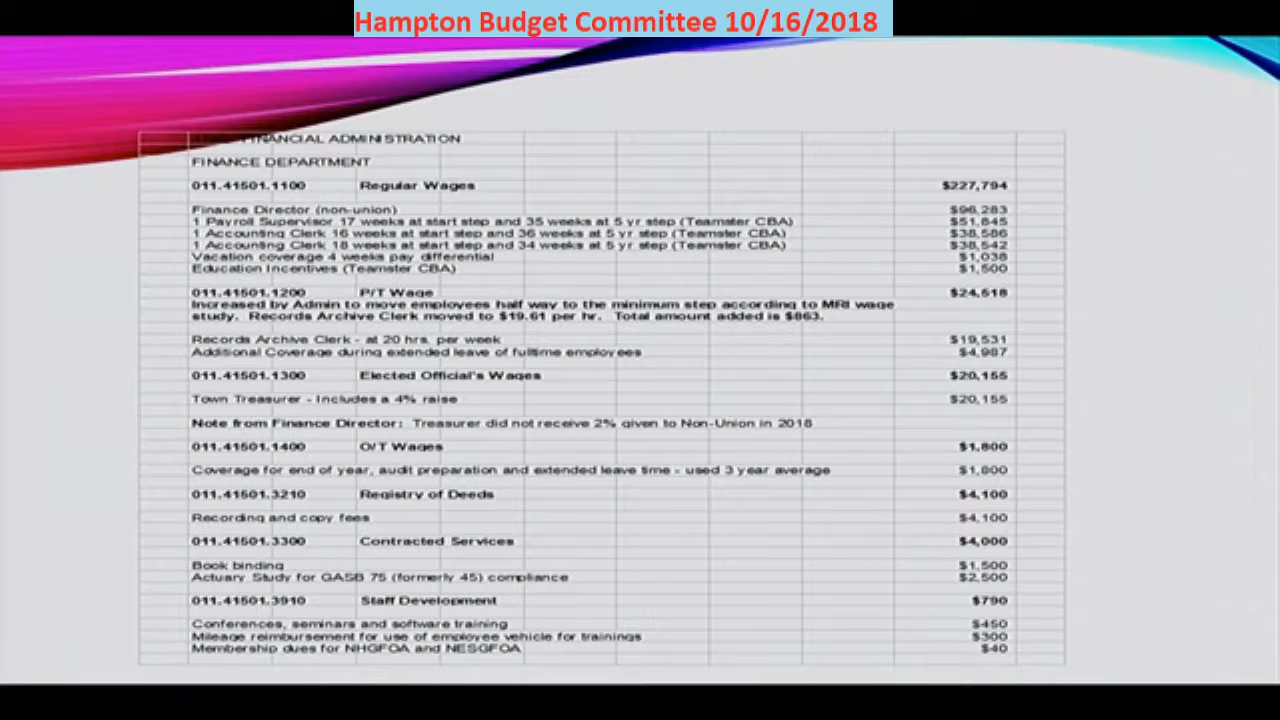 Hampton Budget Committee 10/16/2018
FINANCIAL ADMINISTRATION
FINANCE DEPARTMENT
011.41501.1100 Regular Wages $227,794
Finance Director (non-union) $96,283
1 Payroll Supervisor 17 weeks at start step and 35 weeks at 5 yr step (Teamster CBA) $51,845
1 Accounting Clerk 16 weeks at start step and 36 weeks at 5 yr step (Teamster CBA) $38,586
1 Accounting Clerk 18 weeks at start step and 34 weeks at 5 yr step (Teamster CBA) $38,542
Vacation coverage 4 weeks pay differential $1,038
Education Incentives (Teamster CBA) $1,500
011.41501.1200 P/T Wage $24,518
Increased by Admin to move employees half way to the minimum step according to MRI wage
study. Records Archive Clerk moved to $19.61 per hr. Total amount added is $863.
Records Archive Clerk - at 20 hrs. per week $19,531
Additional Coverage during extended leave of fulltime employees $4,987
011.41501.1300 Elected Official's Wages $20,155
Town Treasurer - Includes a 4% raise $20,155
Note from Finance Director: Treasurer did not receive 2% given to Non-Union in 2018
011.41501.1400 O/T Wages $1,800
Coverage for end of year, audit preparation and extended leave time - used 3 year average $1,800
011.41501.3210 Registry of Deeds $4,100
Recording and copy fees $4,100
011.41501.3300 Contracted Services $4,000
Book binding $1,500
Actuary Study for GASB 75 (formerly 45) compliance $2,500
011.41501.3910 Staff Development $790
Conferences, seminars and software training $450
Mileage reimbursement for use of employee vehicle for trainings $300
Membership dues for NHGFOA and NESGFOA $40